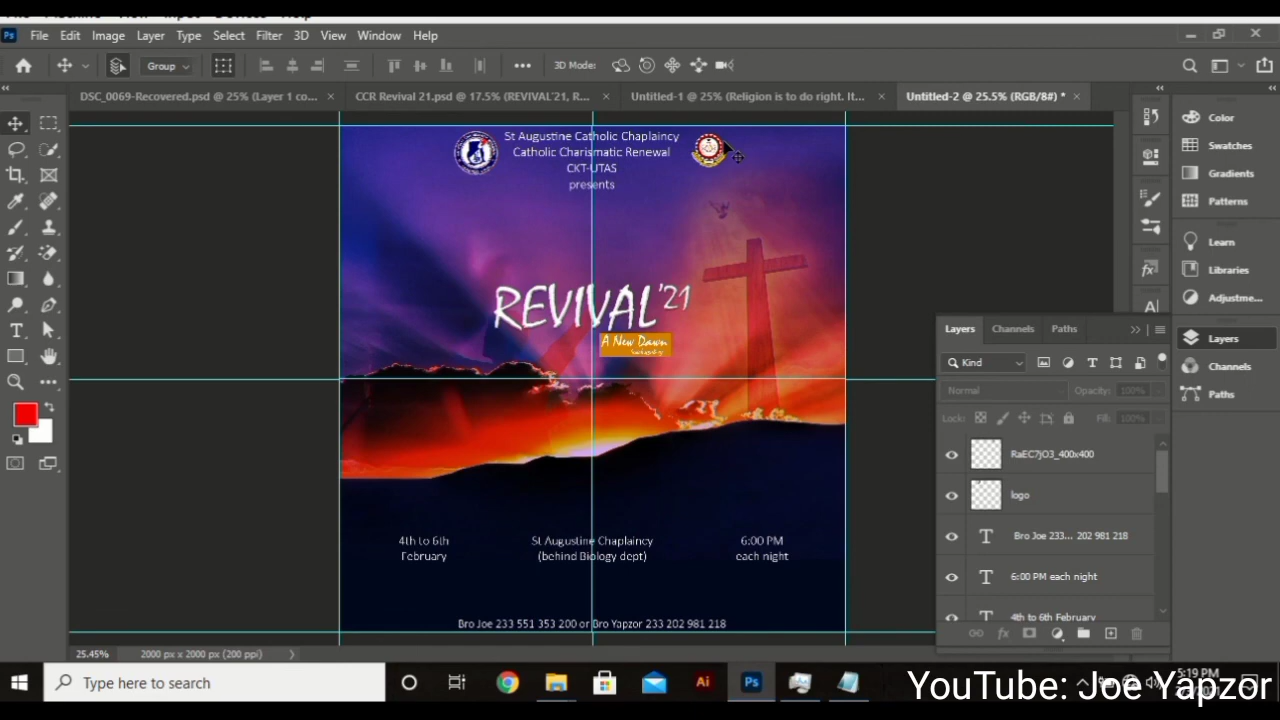 File Edit Image Layer Type Select Filter 3D View Window Help
Group
3D Mode:
DSC_0069-Recovered.psd @ 25% (Layer 1 co...
CCR Revival 21.psd @ 17.5% (REVIVAL'21, R...
Untitled-1 @ 25% (Religion is to do right. It...
Untitled-2 @ 25.5% (RGB/8#) *
St Augustine Catholic Chaplaincy
Catholic Charismatic Renewal
CKT-UTAS
presents
REVIVAL'21
A New Dawn
4th to 6th
February
St Augustine Chaplaincy
(behind Biology dept)
6:00 PM
each night
Bro Joe 233 551 353 200 or Bro Yapzor 233 202 981 218
Color
Swatches
Gradients
Patterns
Learn
Libraries
Adjustme...
Layers
Channels
Paths
Layers Channels Paths
Kind
Normal
Opacity: 100%
Lock:
Fill: 100%
RaEC7jO3_400x400
logo
Bro Joe 233... 202 981 218
6:00 PM each night
4th to 6th February
25.45%
2000 px x 2000 px (200 ppi)
Type here to search
5:19 PM
YouTube: Joe Yapzor